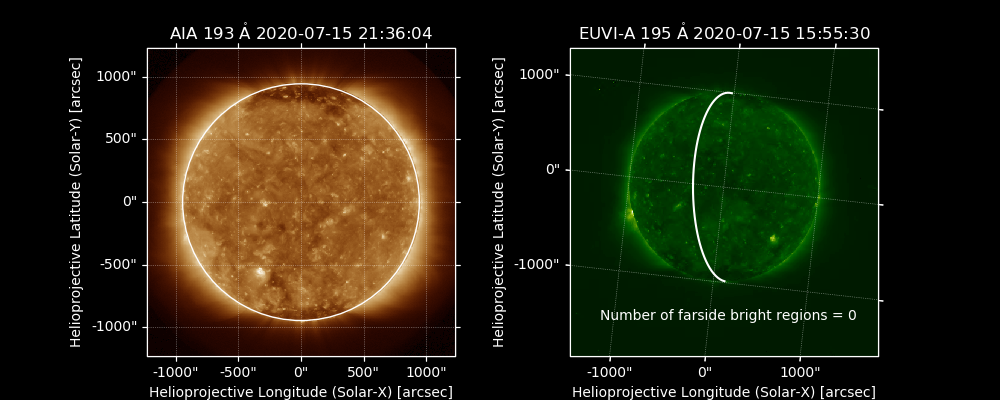 AIA 193 Å 2020-07-15 21:36:04
1000"
500"
0"
-500"
-1000"
-1000" -500" 0" 500" 1000"
Helioprojective Longitude (Solar-X) [arcsec]
Helioprojective Latitude (Solar-Y) [arcsec]
EUVI-A 195 Å 2020-07-15 15:55:30
1000"
0"
-1000"
Number of farside bright regions = 0
-1000" 0" 1000"
Helioprojective Longitude (Solar-X) [arcsec]
Helioprojective Latitude (Solar-Y) [arcsec]